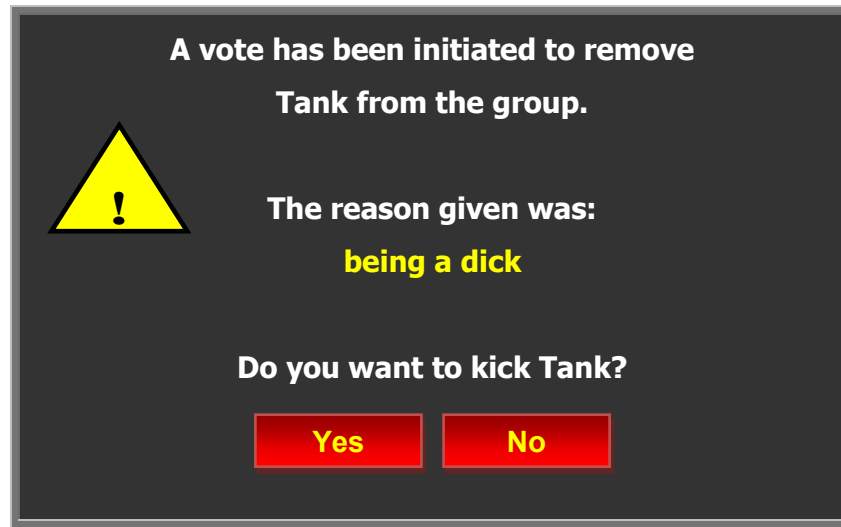 A vote has been initiated to remove
Tank from the group.
!
The reason given was:
being a dick
Do you want to kick Tank?
Yes No